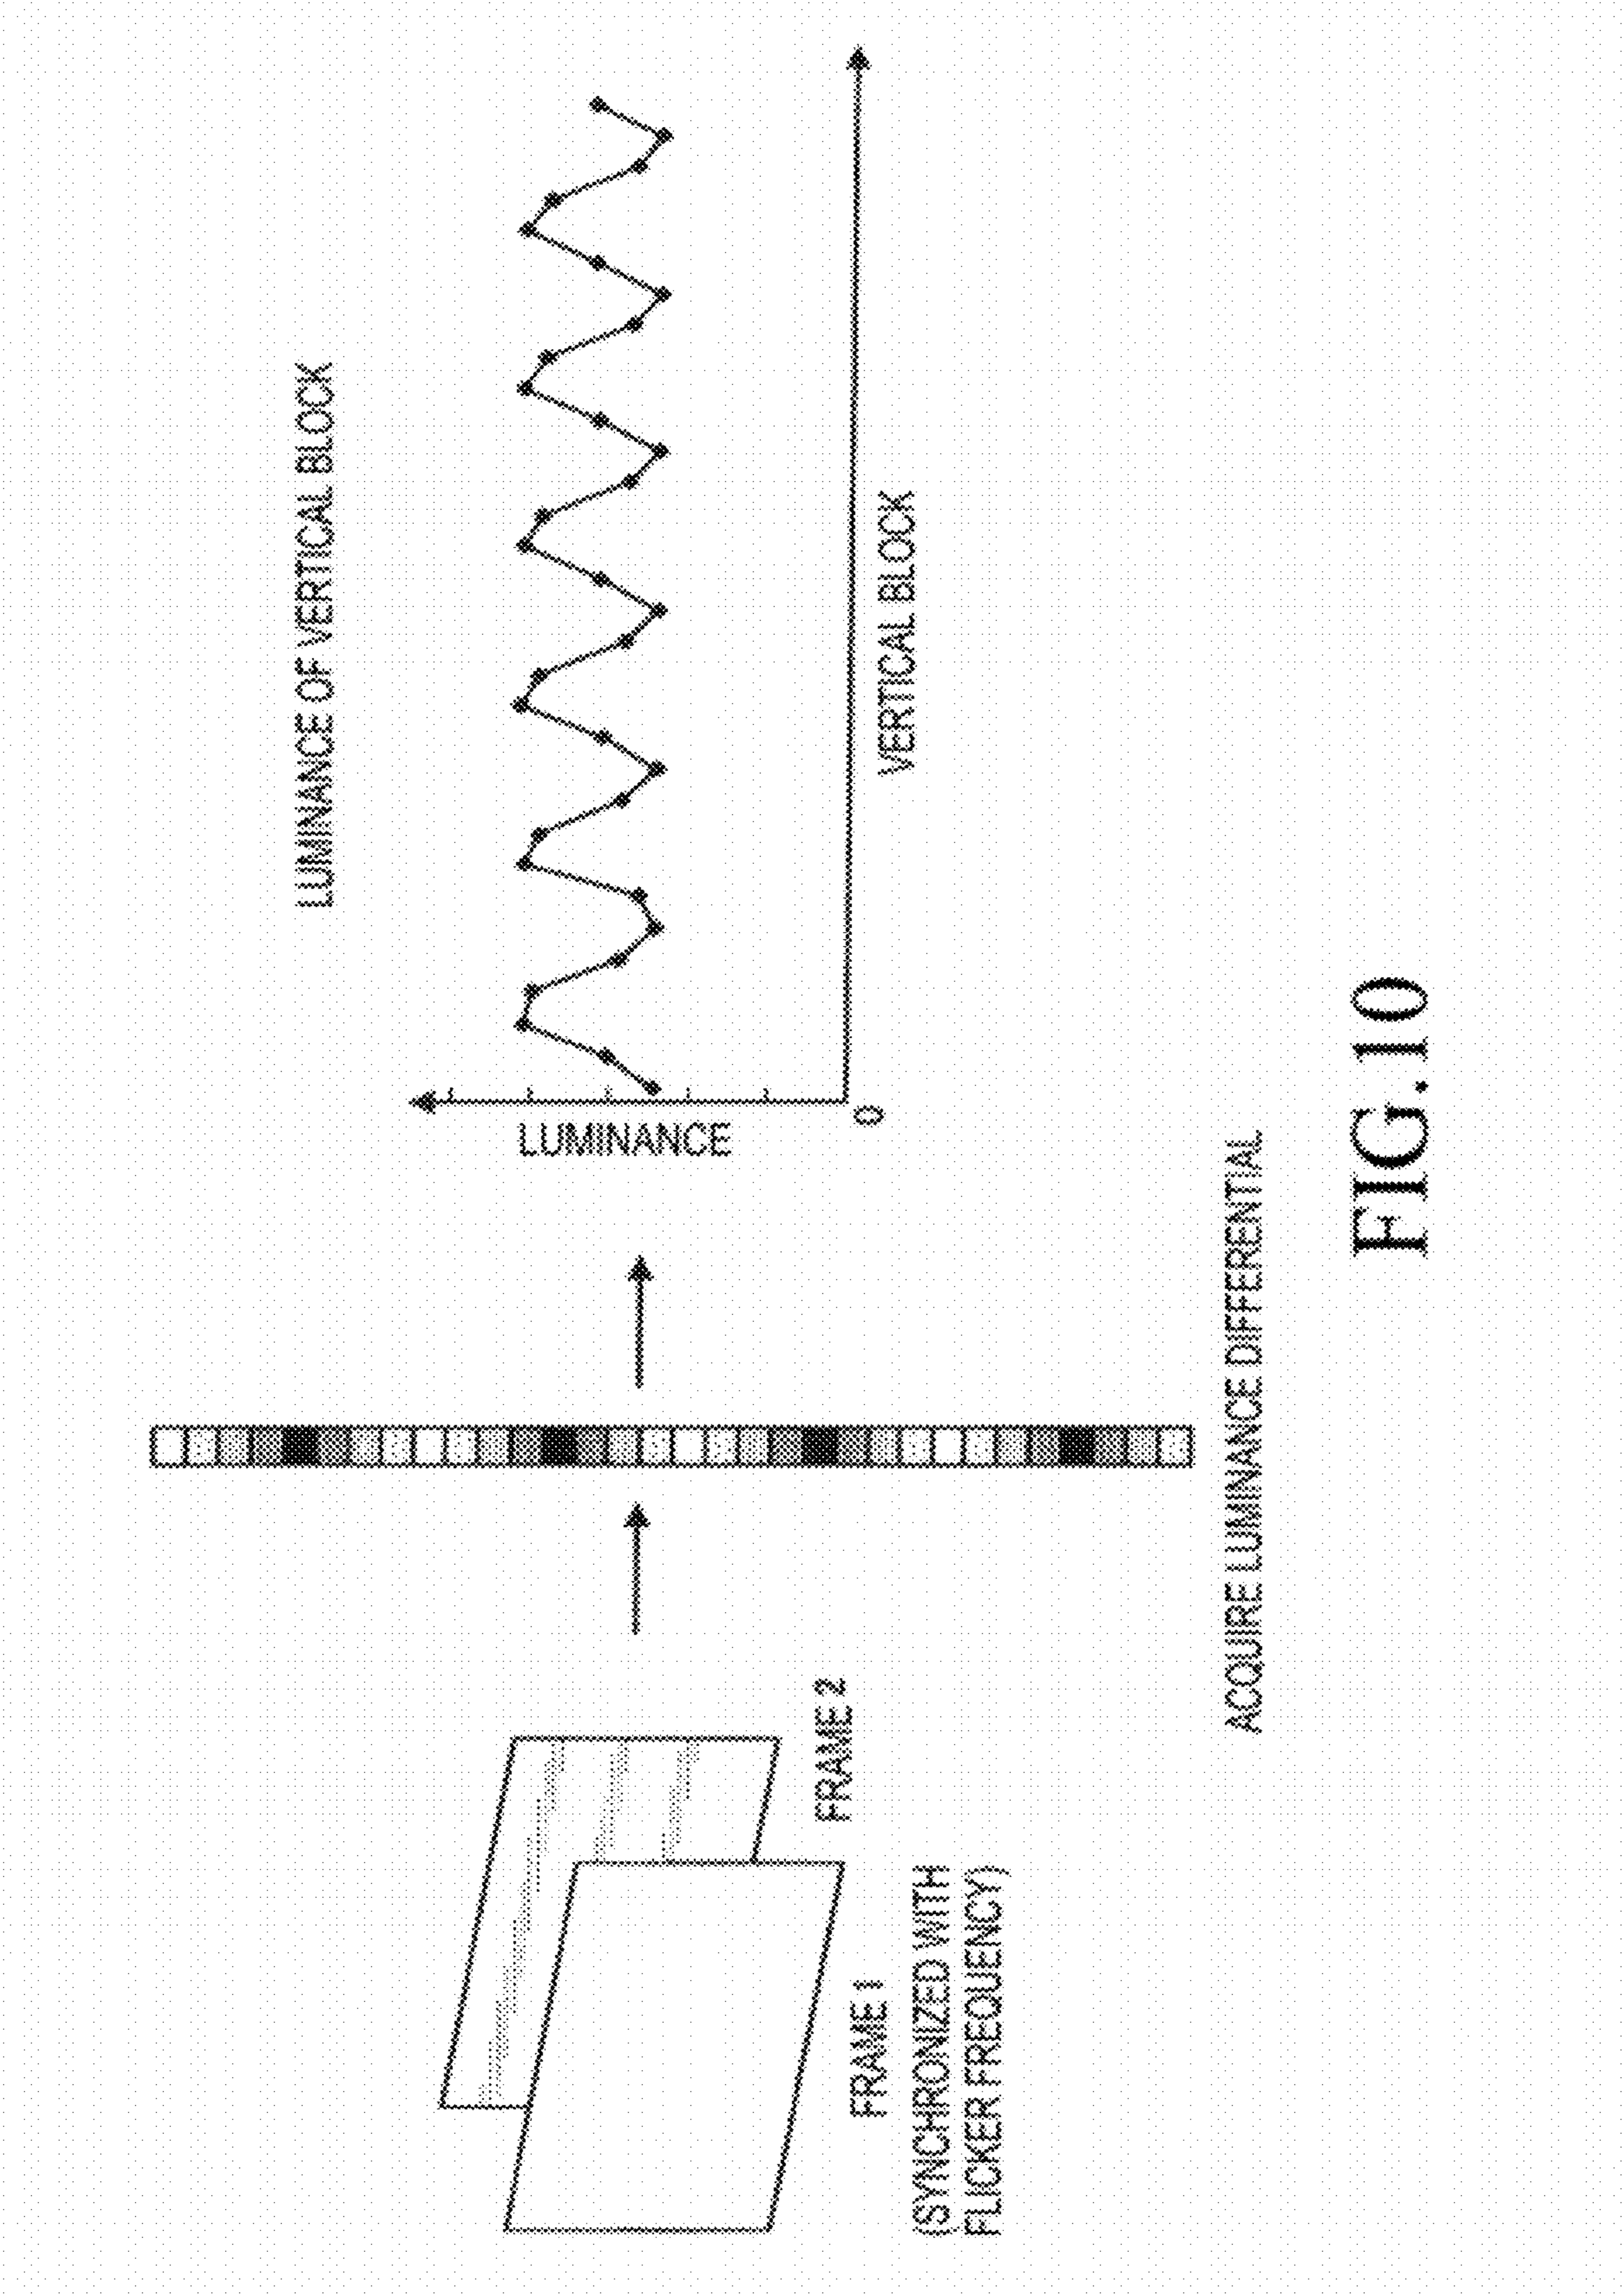 LUMINANCE OF VERTICAL BLOCK
LUMINANCE
0
VERTICAL BLOCK
FRAME 2
FRAME 1
(SYNCHRONIZED WITH
FLICKER FREQUENCY)
ACQUIRE LUMINANCE DIFFERENTIAL
FIG.10